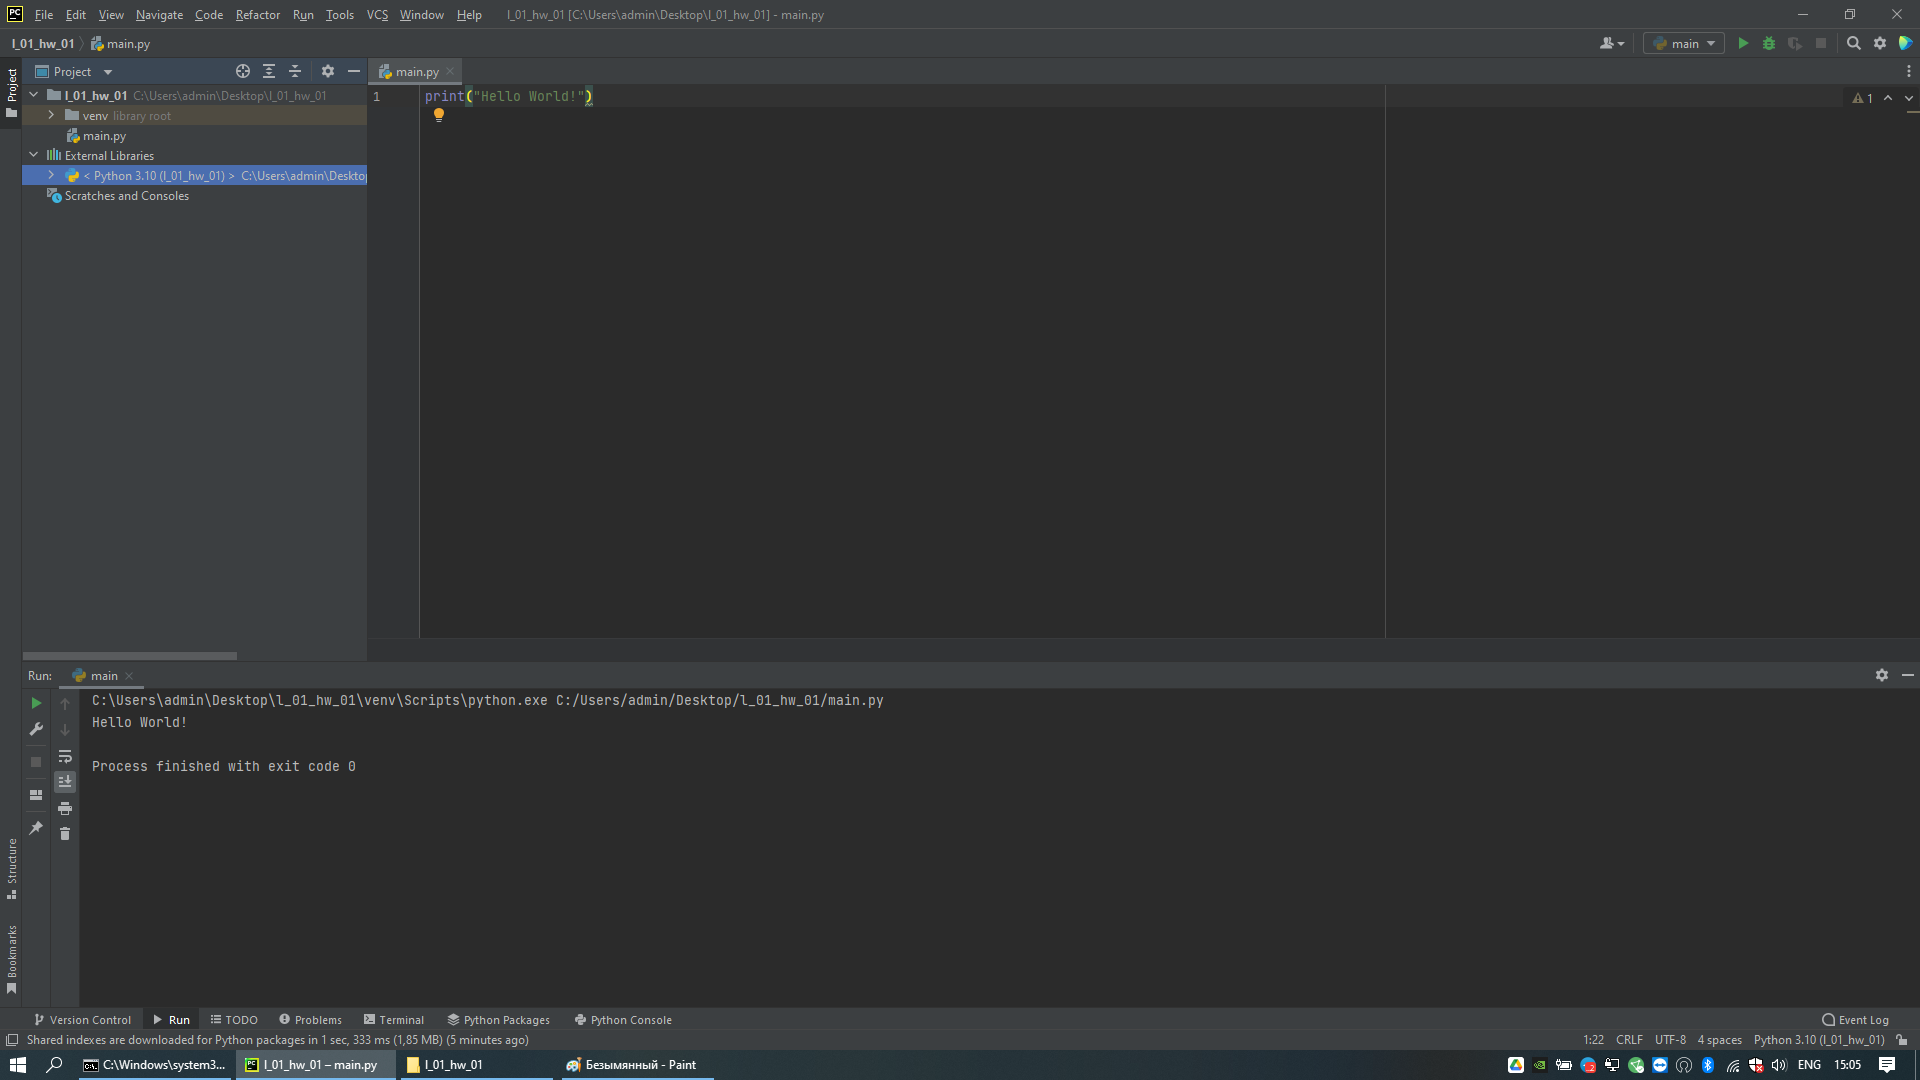 PC File Edit View Navigate Code Refactor Run Tools VCS Window Help l_01_hw_01 [C:\Users\admin\Desktop\l_01_hw_01] - main.py
l_01_hw_01 main.py main
Project
Project main.py
l_01_hw_01 C:\Users\admin\Desktop\l_01_hw_01
venv library root
main.py
External Libraries
< Python 3.10 (l_01_hw_01) > C:\Users\admin\Deskto
Scratches and Consoles
1 print("Hello World!") 1
Run: main
C:\Users\admin\Desktop\l_01_hw_01\venv\Scripts\python.exe C:/Users/admin/Desktop/l_01_hw_01/main.py
Hello World!
Process finished with exit code 0
Structure
Bookmarks
Version Control Run TODO Problems Terminal Python Packages Python Console Event Log
Shared indexes are downloaded for Python packages in 1 sec, 333 ms (1,85 MB) (5 minutes ago) 1:22 CRLF UTF-8 4 spaces Python 3.10 (l_01_hw_01)
C:\Windows\system3... l_01_hw_01 – main.py l_01_hw_01 Безымянный - Paint ENG 15:05